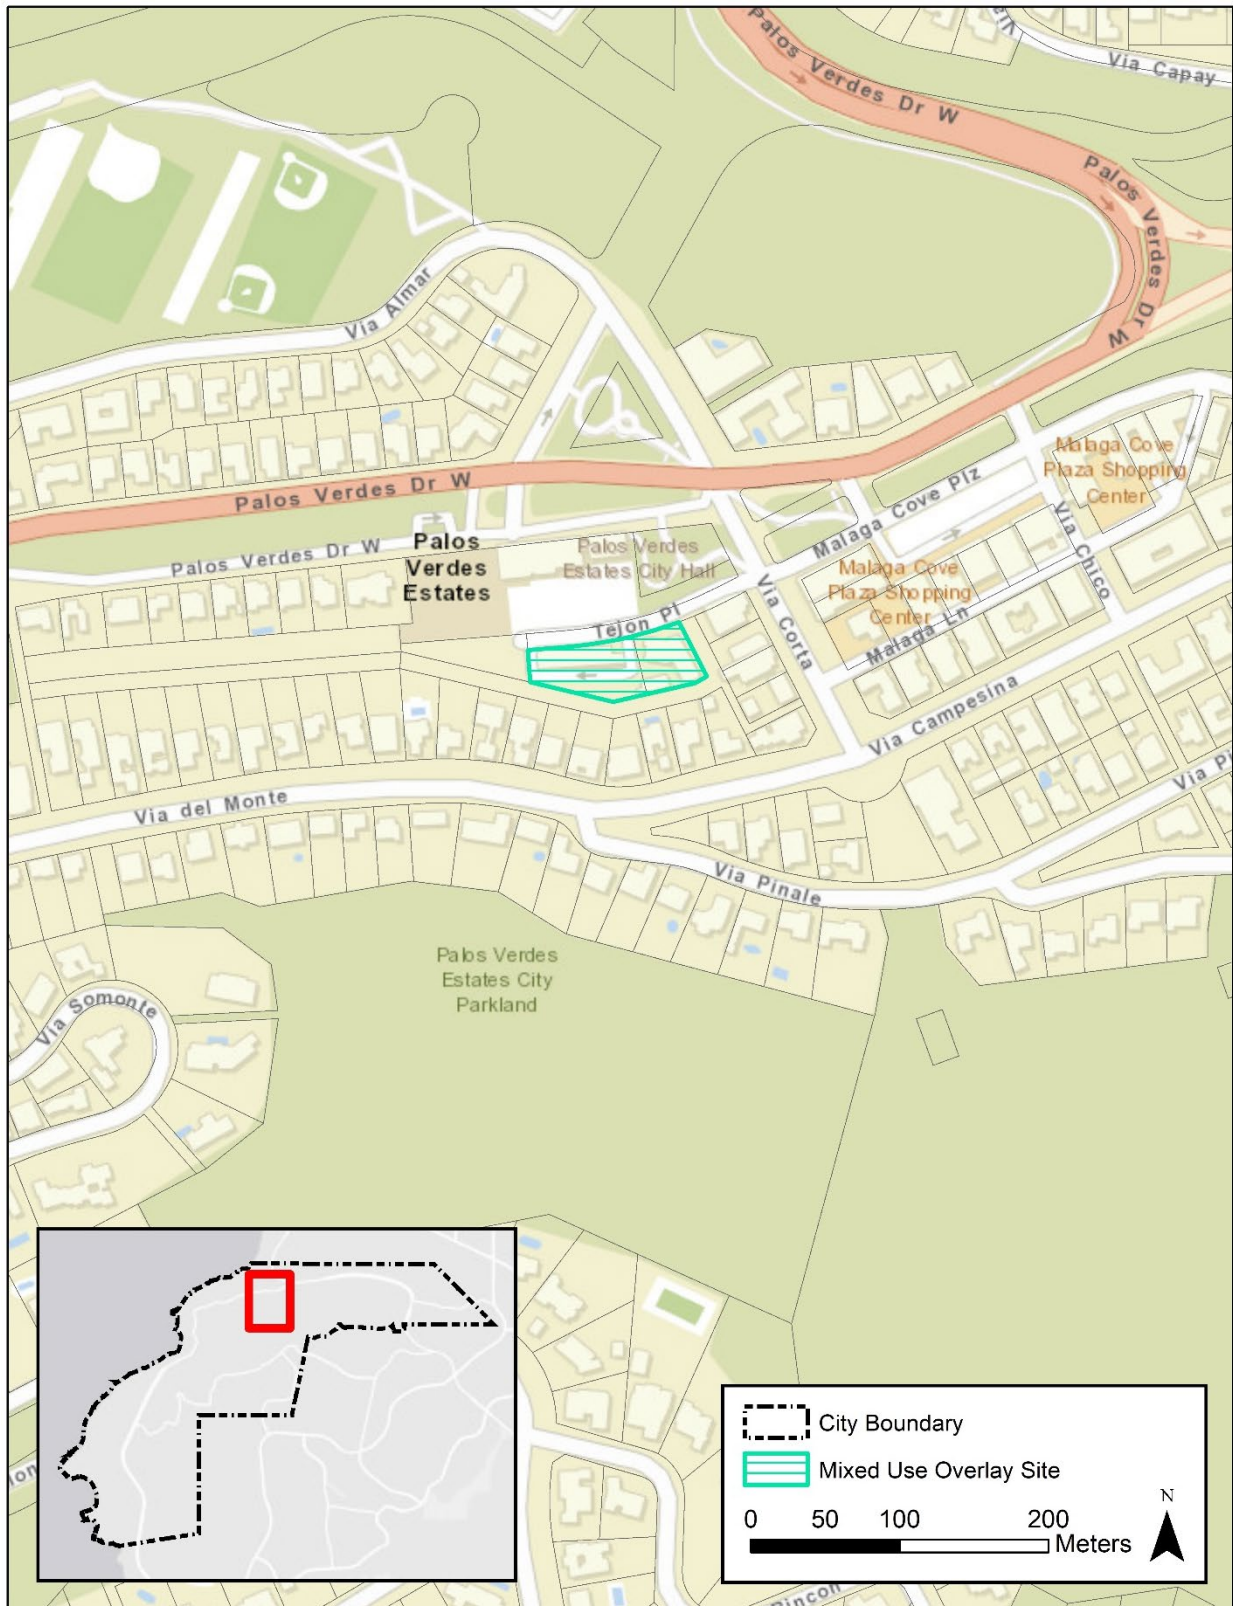 Via Capay
Palos Verdes Dr W
Palos Verdes Dr W
Via Almar
Malaga Cove
Plaza Shopping
Center
Palos Verdes Dr W
Malaga Cove Plz
Palos
Verdes
Estates
Palos Verdes Dr W
Palos Verdes
Estates City Hall
Via Chico
Malaga Cove
Plaza Shopping
Center
Via Corta
Tejon Pl
Malaga Ln
Via Campesina
Via Pi
Via del Monte
Via Pinale
Palos Verdes
Estates City
Parkland
Via Somonte
City Boundary
Mixed Use Overlay Site
N
0 50 100 200
Meters
Rincon